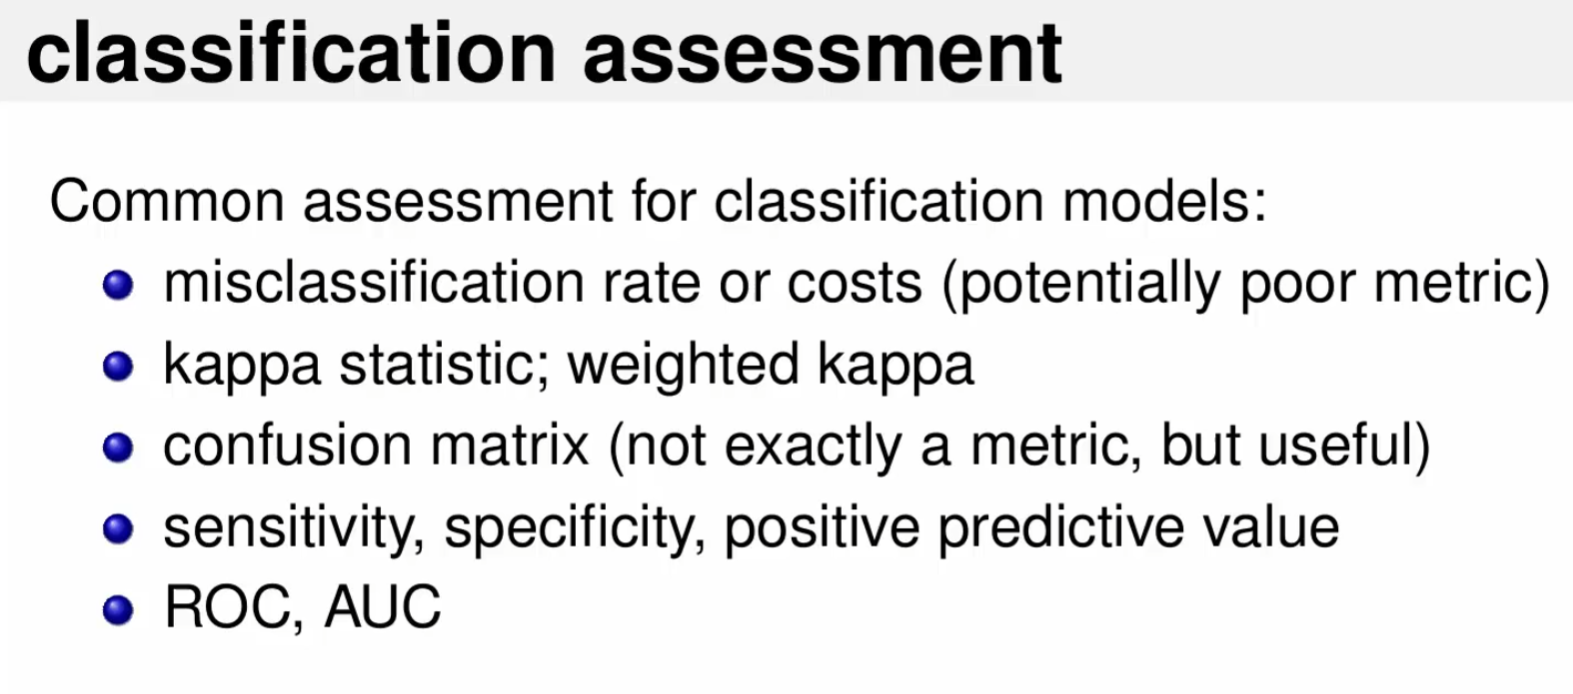 classification assessment
Common assessment for classification models:
misclassification rate or costs (potentially poor metric)
kappa statistic; weighted kappa
confusion matrix (not exactly a metric, but useful)
sensitivity, specificity, positive predictive value
ROC, AUC